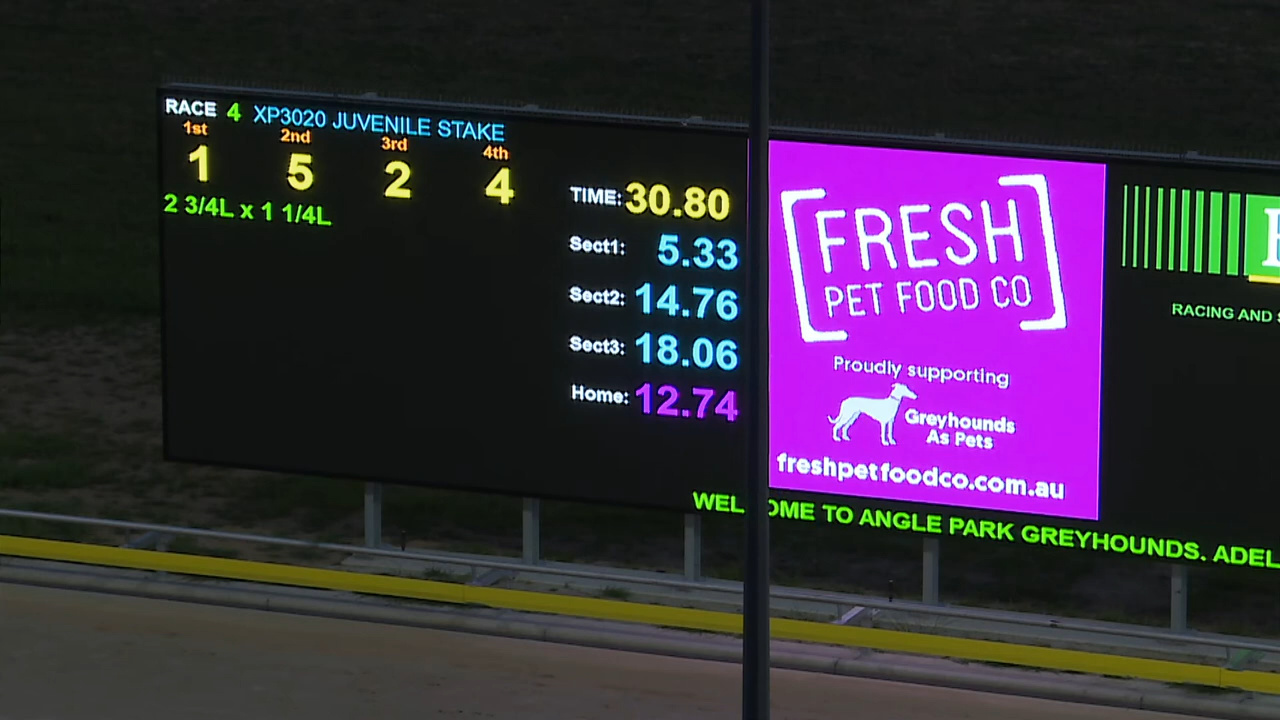 RACE 4 XP3020 JUVENILE STAKE
1st 2nd 3rd 4th
1 5 2 4
2 3/4L x 1 1/4L
TIME: 30.80
Sect1: 5.33
Sect2: 14.76
Sect3: 18.06
Home: 12.74
FRESH
PET FOOD CO
Proudly supporting
Greyhounds
As Pets
freshpetfoodco.com.au
RACING AND
WEL OME TO ANGLE PARK GREYHOUNDS. ADEL